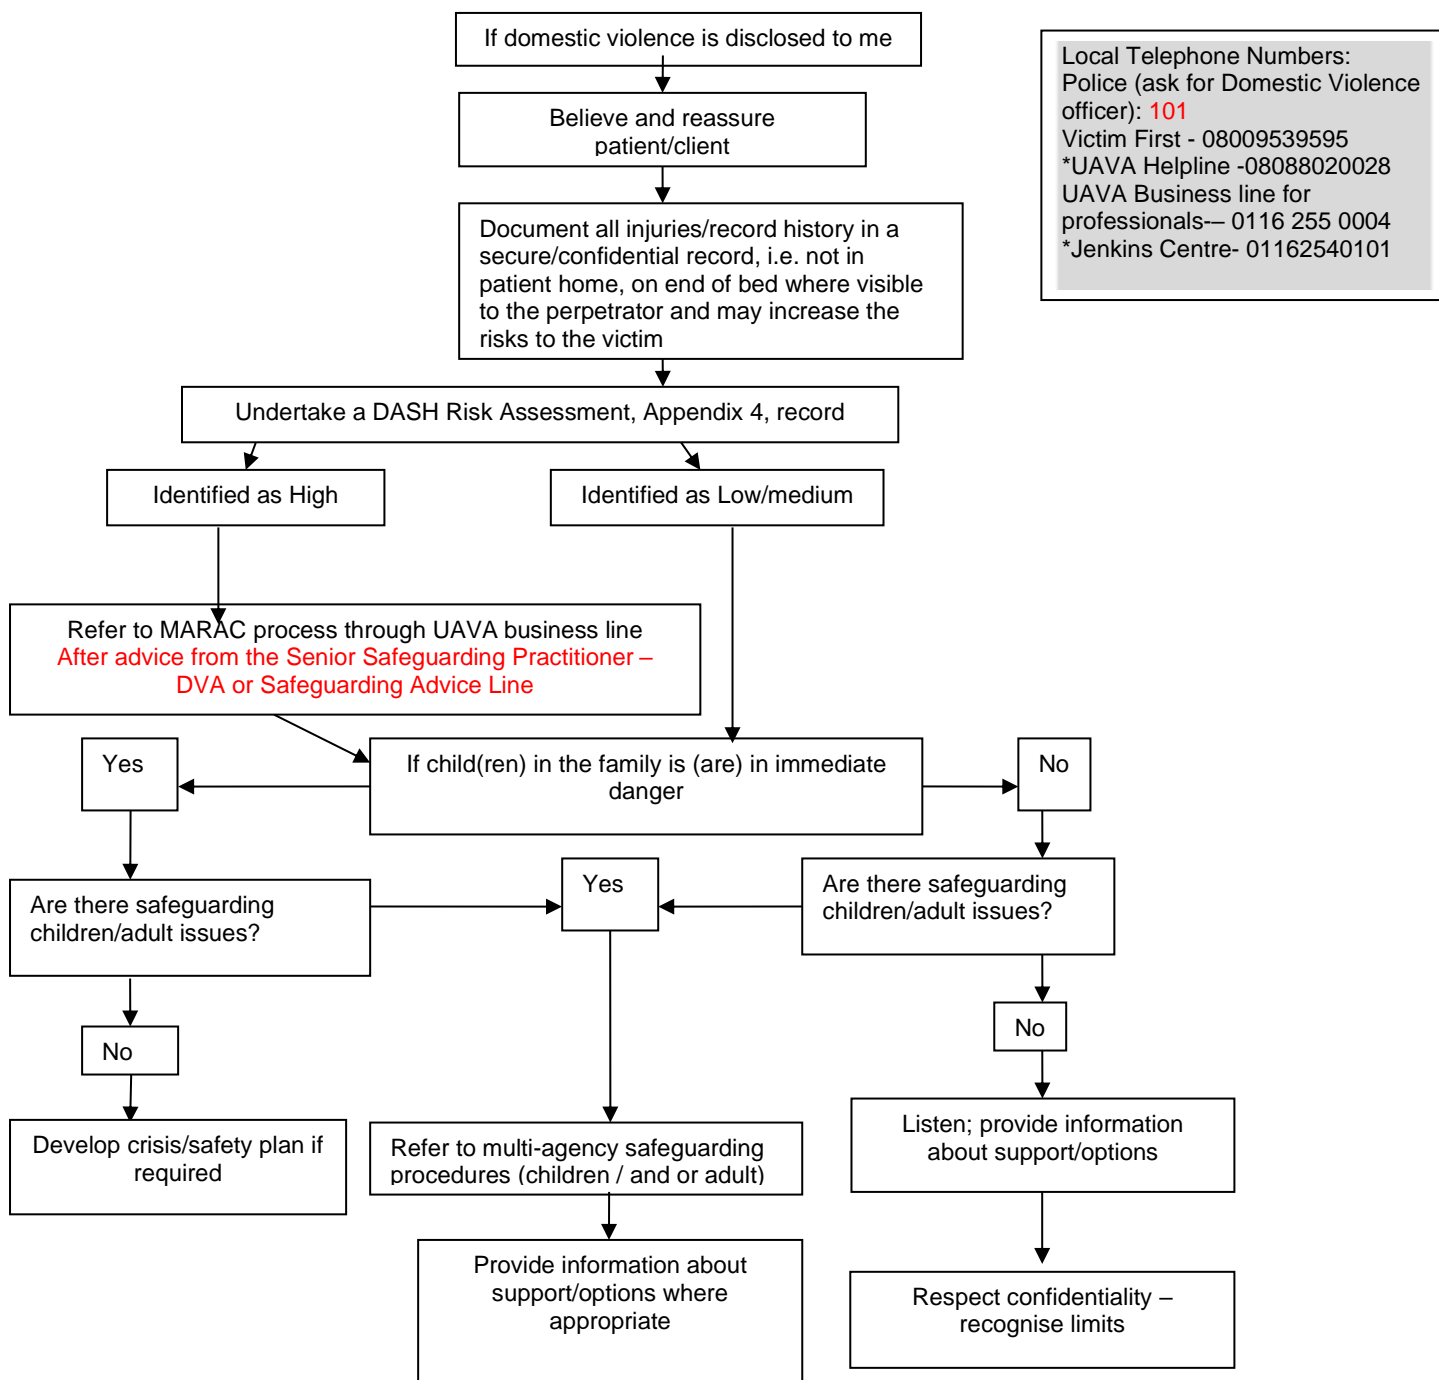 If domestic violence is disclosed to me
Local Telephone Numbers:
Police (ask for Domestic Violence
officer): 101
Victim First - 08009539595
*UAVA Helpline -08088020028
UAVA Business line for
professionals-– 0116 255 0004
*Jenkins Centre- 01162540101
Believe and reassure
patient/client
Document all injuries/record history in a
secure/confidential record, i.e. not in
patient home, on end of bed where visible
to the perpetrator and may increase the
risks to the victim
Undertake a DASH Risk Assessment, Appendix 4, record
Identified as High
Identified as Low/medium
Refer to MARAC process through UAVA business line
After advice from the Senior Safeguarding Practitioner –
DVA or Safeguarding Advice Line
Yes
If child(ren) in the family is (are) in immediate
danger
No
Are there safeguarding
children/adult issues?
Yes
Are there safeguarding
children/adult issues?
No
No
Develop crisis/safety plan if
required
Refer to multi-agency safeguarding
procedures (children / and or adult)
Listen; provide information
about support/options
Provide information about
support/options where
appropriate
Respect confidentiality –
recognise limits